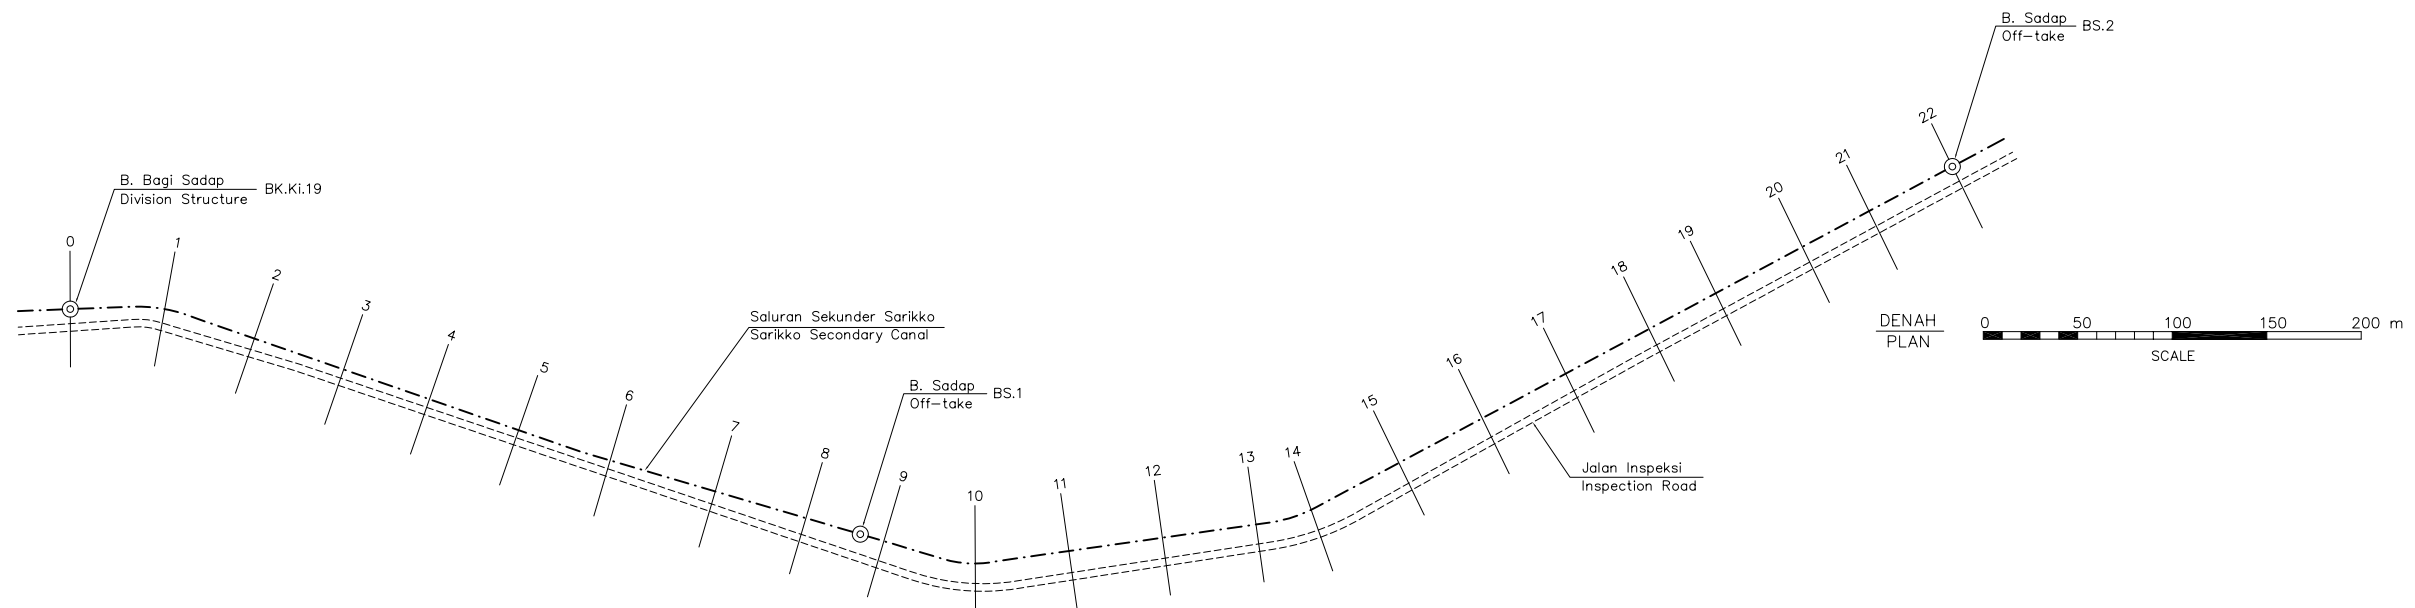 B. Sadap
Off-take
BS.2
B. Bagi Sadap
Division Structure
BK.Ki.19
0
1
2
3
4
5
6
7
8
9
10
11
12
13
14
15
16
17
18
19
20
21
22
Saluran Sekunder Sarikko
Sarikko Secondary Canal
B. Sadap
Off-take
BS.1
Jalan Inspeksi
Inspection Road
DENAH
PLAN
0 50 100 150 200 m
SCALE